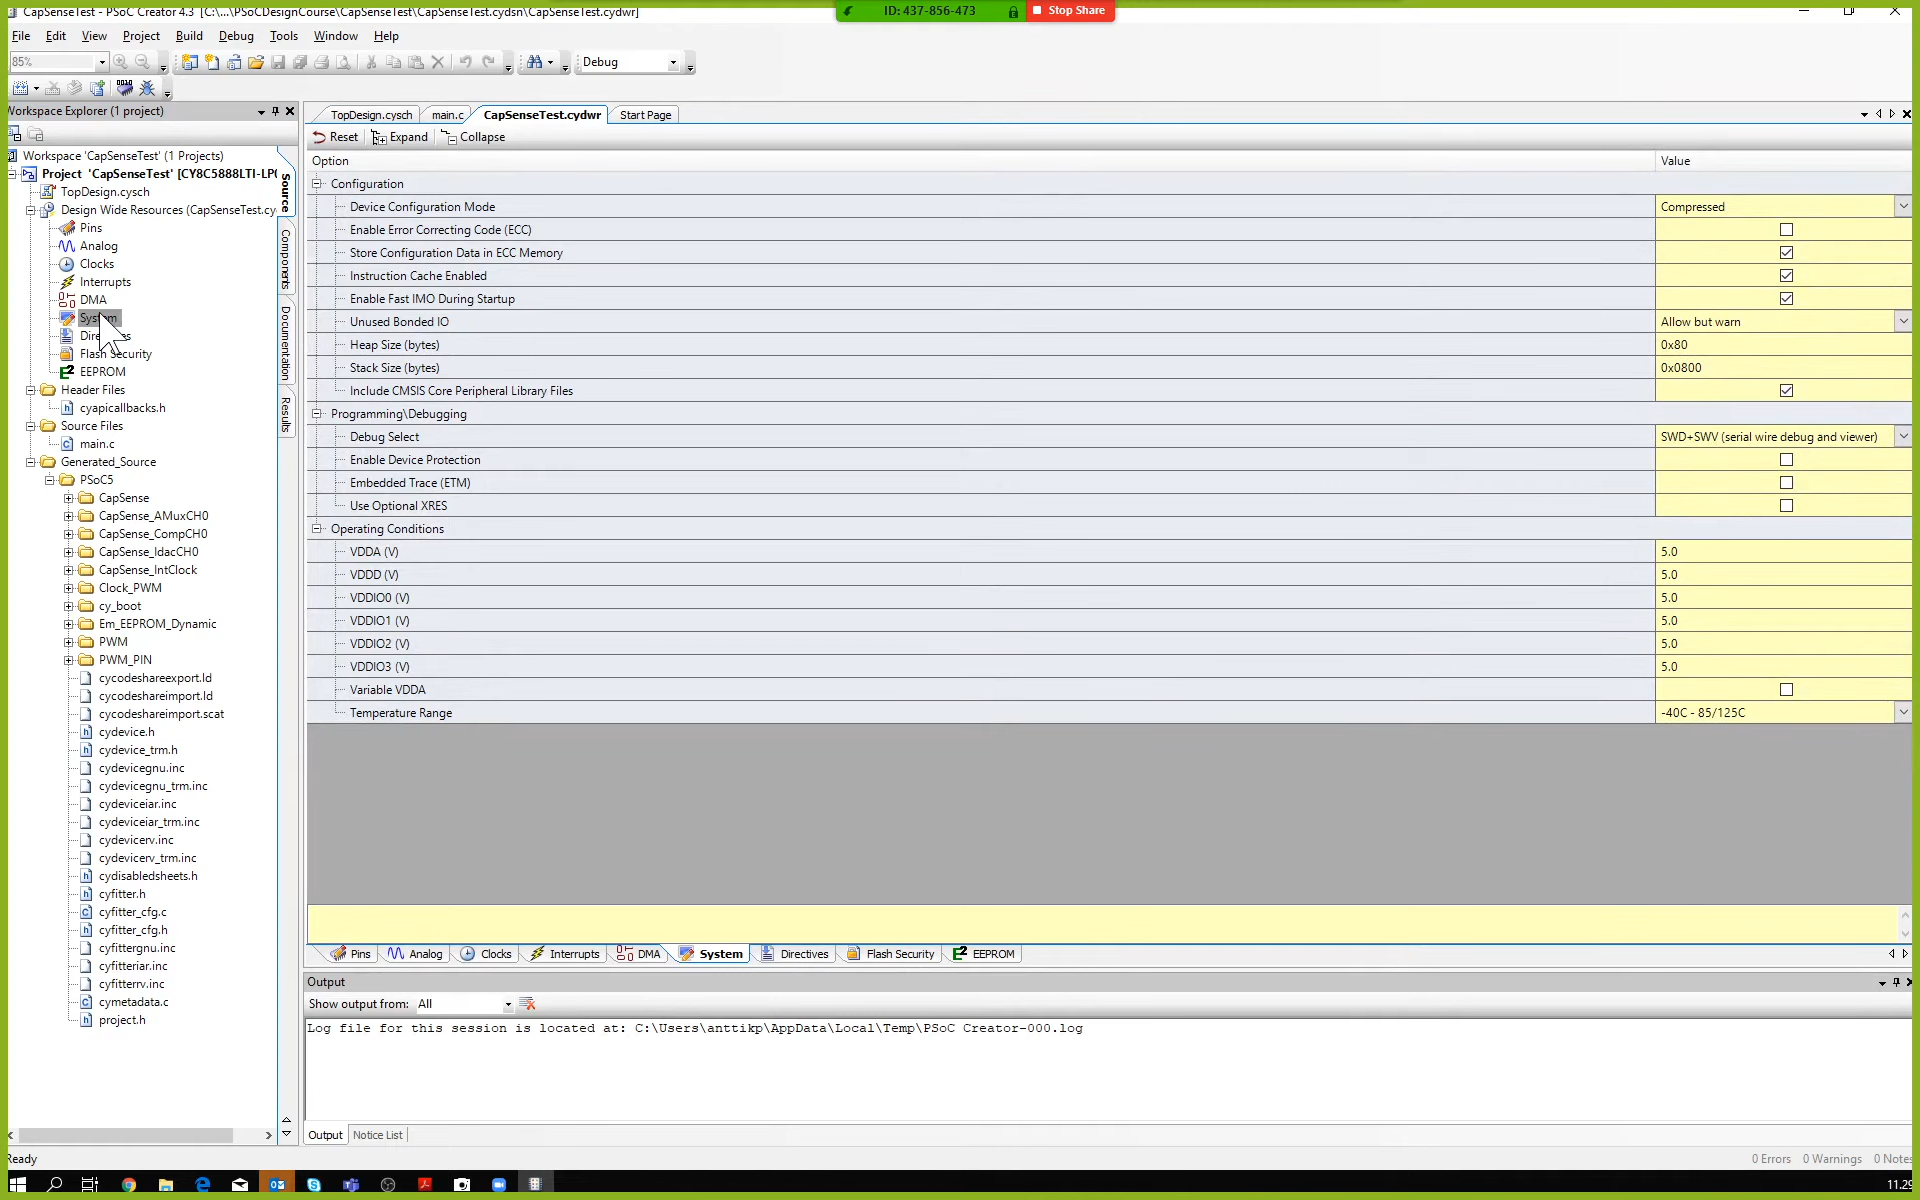 CapSenseTest - PSoC Creator 4.3 [C:\...\PSoCDesignCourse\CapSenseTest\CapSenseTest.cydsn\CapSenseTest.cydwr]
ID: 437-856-473
Stop Share
File Edit View Project Build Debug Tools Window Help
85%
Debug
Workspace Explorer (1 project)
Workspace 'CapSenseTest' (1 Projects)
Project 'CapSenseTest' [CY8C5888LTI-LP0
TopDesign.cysch
Design Wide Resources (CapSenseTest.cy
Pins
Analog
Clocks
Interrupts
DMA
System
Flash Security
EEPROM
Header Files
cyapicallbacks.h
Source Files
main.c
Generated_Source
PSoC5
CapSense
CapSense_AMuxCH0
CapSense_CompCH0
CapSense_IdacCH0
CapSense_IntClock
Clock_PWM
cy_boot
Em_EEPROM_Dynamic
PWM
PWM_PIN
cycodeshareexport.ld
cycodeshareimport.ld
cycodeshareimport.scat
cydevice.h
cydevice_trm.h
cydevicegnu.inc
cydevicegnu_trm.inc
cydeviceiar.inc
cydeviceiar_trm.inc
cydevicerv.inc
cydevicerv_trm.inc
cydisabledsheets.h
cyfitter.h
cyfitter_cfg.c
cyfitter_cfg.h
cyfittergnu.inc
cyfitteriar.inc
cyfitterrv.inc
cymetadata.c
project.h
Source
Components
Documentation
Results
TopDesign.cysch main.c CapSenseTest.cydwr Start Page
Reset Expand Collapse
Option Value
Configuration
Device Configuration Mode Compressed
Enable Error Correcting Code (ECC)
Store Configuration Data in ECC Memory
Instruction Cache Enabled
Enable Fast IMO During Startup
Unused Bonded IO Allow but warn
Heap Size (bytes) 0x80
Stack Size (bytes) 0x0800
Include CMSIS Core Peripheral Library Files
Programming\Debugging
Debug Select SWD+SWV (serial wire debug and viewer)
Enable Device Protection
Embedded Trace (ETM)
Use Optional XRES
Operating Conditions
VDDA (V) 5.0
VDDD (V) 5.0
VDDIO0 (V) 5.0
VDDIO1 (V) 5.0
VDDIO2 (V) 5.0
VDDIO3 (V) 5.0
Variable VDDA
Temperature Range -40C - 85/125C
Pins Analog Clocks Interrupts DMA System Directives Flash Security EEPROM
Output
Show output from: All
Log file for this session is located at: C:\Users\anttikp\AppData\Local\Temp\PSoC Creator-000.log
Output Notice List
Ready
0 Errors 0 Warnings 0 Notes
11.29